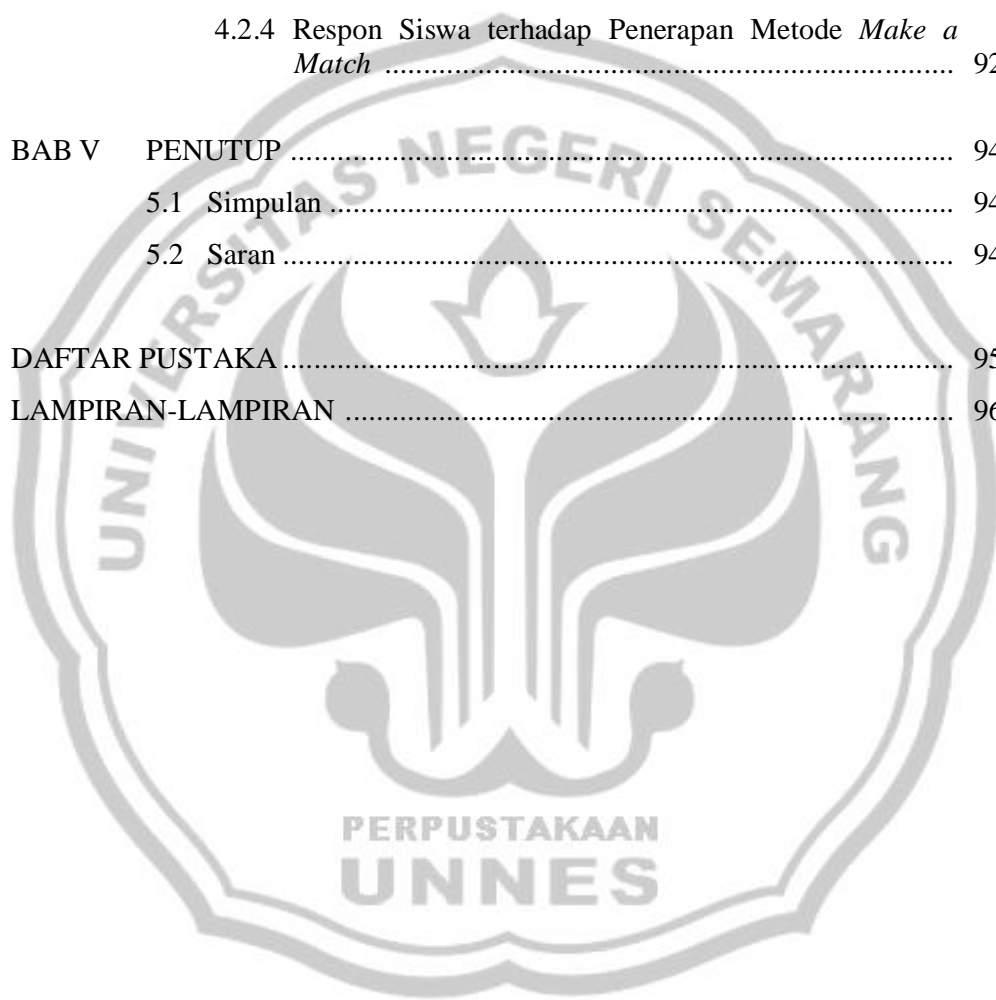 4.2.4 Respon Siswa terhadap Penerapan Metode Make a
Match .......................................................................... 92
BAB V PENUTUP ...................................................................................... 94
5.1 Simpulan ................................................................................. 94
5.2 Saran ....................................................................................... 94
DAFTAR PUSTAKA ....................................................................................... 95
LAMPIRAN-LAMPIRAN ............................................................................... 96
UNIVERSITAS NEGERI SEMARANG
PERPUSTAKAAN
UNNES